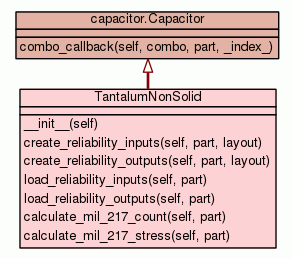 capacitor.Capacitor
combo_callback(self, combo, part, _index_)
TantalumNonSolid
__init__(self)
create_reliability_inputs(self, part, layout)
create_reliability_outputs(self, part, layout)
load_reliability_inputs(self, part)
load_reliability_outputs(self, part)
calculate_mil_217_count(self, part)
calculate_mil_217_stress(self, part)